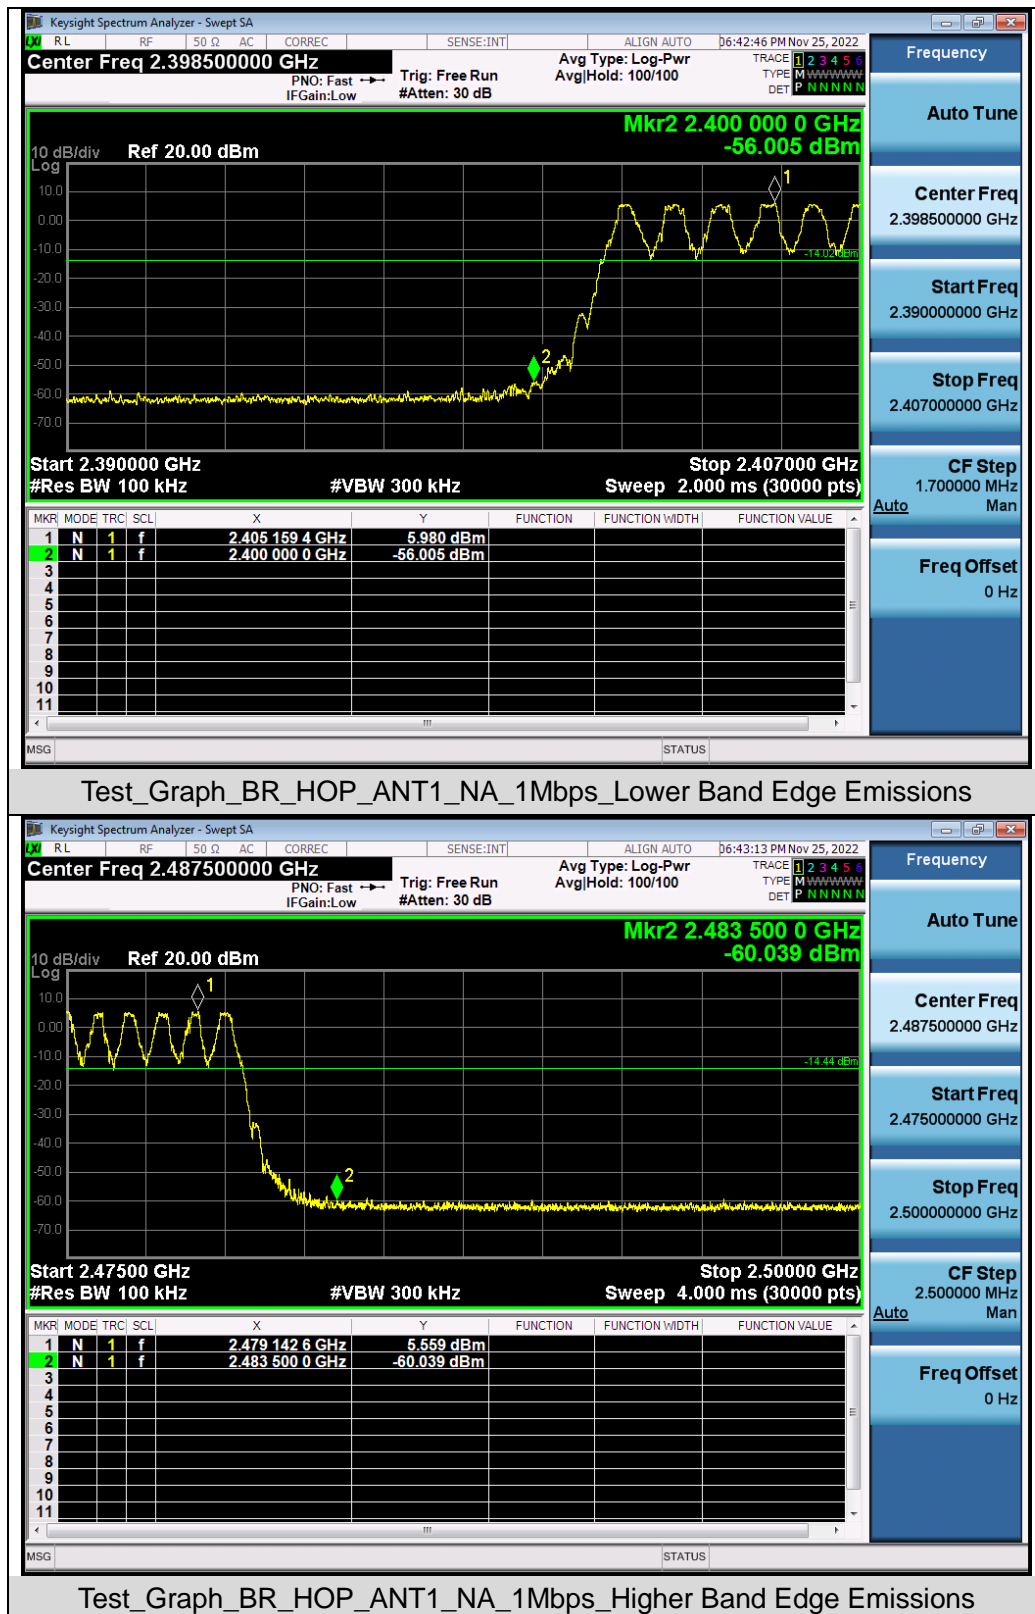 Keysight Spectrum Analyzer - Swept SA
LXI RL RF 50 Ω AC CORREC SENSE:INT ALIGN AUTO 06:42:46 PM Nov 25, 2022
Center Freq 2.398500000 GHz
PNO: Fast
IFGain:Low
Trig: Free Run
#Atten: 30 dB
Avg Type: Log-Pwr
Avg|Hold: 100/100
TRACE 1 2 3 4 5 6
TYPE M WWWWW
DET P N N N N N
Mkr2 2.400 000 0 GHz
-56.005 dBm
10 dB/div Ref 20.00 dBm
Log
10.0
0.00
-10.0
-20.0
-30.0
-40.0
-50.0
-60.0
-70.0
1
2
-14.02 dBm
Start 2.390000 GHz Stop 2.407000 GHz
#Res BW 100 kHz #VBW 300 kHz Sweep 2.000 ms (30000 pts)
MKR MODE TRC SCL X Y FUNCTION FUNCTION WIDTH FUNCTION VALUE
1 N 1 f 2.405 159 4 GHz 5.980 dBm
2 N 1 f 2.400 000 0 GHz -56.005 dBm
3
4
5
6
7
8
9
10
11
MSG STATUS
Frequency
Auto Tune
Center Freq
2.398500000 GHz
Start Freq
2.390000000 GHz
Stop Freq
2.407000000 GHz
CF Step
1.700000 MHz
Auto Man
Freq Offset
0 Hz
Test_Graph_BR_HOP_ANT1_NA_1Mbps_Lower Band Edge Emissions
Keysight Spectrum Analyzer - Swept SA
LXI RL RF 50 Ω AC CORREC SENSE:INT ALIGN AUTO 06:43:13 PM Nov 25, 2022
Center Freq 2.487500000 GHz
PNO: Fast
IFGain:Low
Trig: Free Run
#Atten: 30 dB
Avg Type: Log-Pwr
Avg|Hold: 100/100
TRACE 1 2 3 4 5 6
TYPE M WWWWW
DET P N N N N N
Mkr2 2.483 500 0 GHz
-60.039 dBm
10 dB/div Ref 20.00 dBm
Log
10.0
0.00
-10.0
-20.0
-30.0
-40.0
-50.0
-60.0
-70.0
1
2
-14.44 dBm
Start 2.47500 GHz Stop 2.50000 GHz
#Res BW 100 kHz #VBW 300 kHz Sweep 4.000 ms (30000 pts)
MKR MODE TRC SCL X Y FUNCTION FUNCTION WIDTH FUNCTION VALUE
1 N 1 f 2.479 142 6 GHz 5.559 dBm
2 N 1 f 2.483 500 0 GHz -60.039 dBm
3
4
5
6
7
8
9
10
11
MSG STATUS
Frequency
Auto Tune
Center Freq
2.487500000 GHz
Start Freq
2.475000000 GHz
Stop Freq
2.500000000 GHz
CF Step
2.500000 MHz
Auto Man
Freq Offset
0 Hz
Test_Graph_BR_HOP_ANT1_NA_1Mbps_Higher Band Edge Emissions